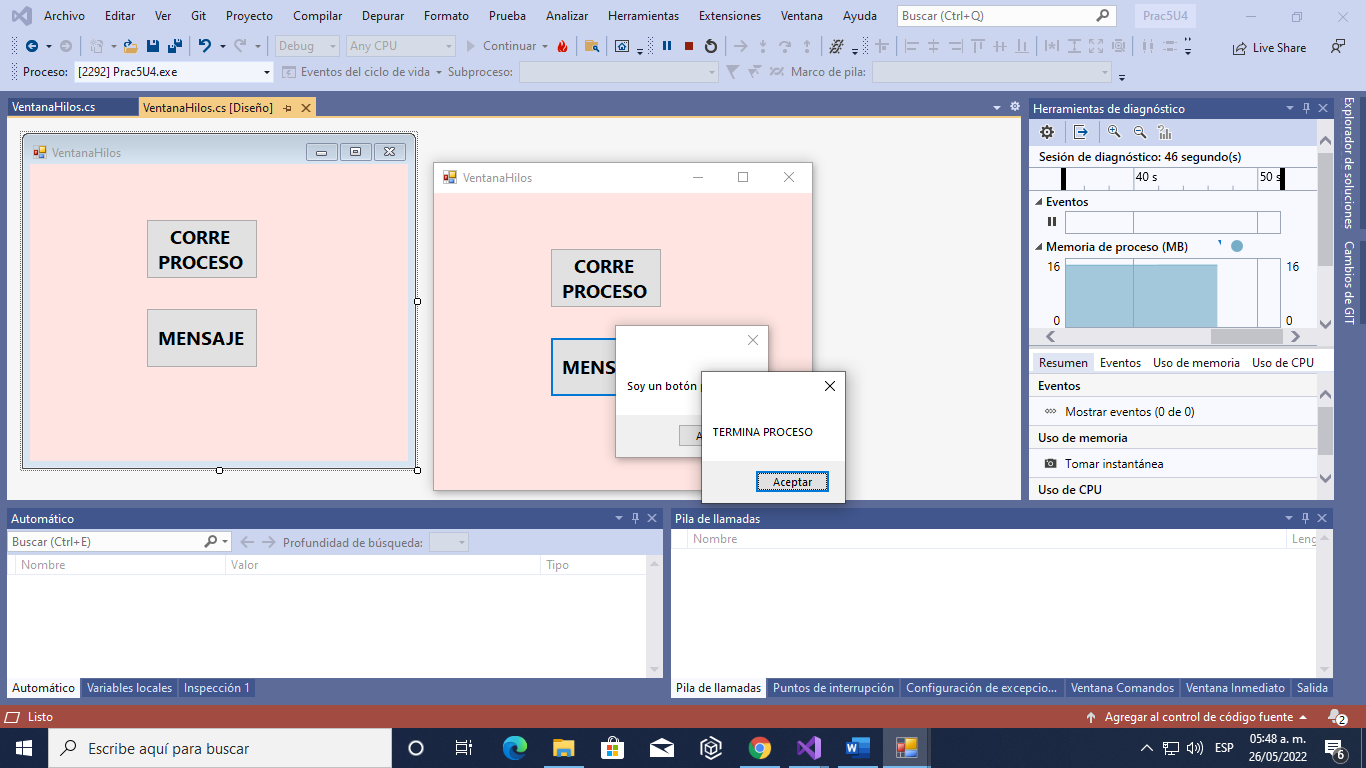 Archivo Editar Ver Git Proyecto Compilar Depurar Formato Prueba Analizar Herramientas Extensiones Ventana Ayuda Buscar (Ctrl+Q) Prac5U4
Debug Any CPU Continuar Live Share
Proceso: [2292] Prac5U4.exe Eventos del ciclo de vida Subproceso: Marco de pila:
VentanaHilos.cs VentanaHilos.cs [Diseño]
VentanaHilos
CORRE
PROCESO
MENSAJE
VentanaHilos
CORRE
PROCESO
MENS
Soy un botón
TERMINA PROCESO
Aceptar
Herramientas de diagnóstico
Sesión de diagnóstico: 46 segundo(s)
40 s 50 s
Eventos
Memoria de proceso (MB)
16 16
0 0
Resumen Eventos Uso de memoria Uso de CPU
Eventos
Mostrar eventos (0 de 0)
Uso de memoria
Tomar instantánea
Uso de CPU
Explorador de soluciones
Cambios de GIT
Automático
Buscar (Ctrl+E) Profundidad de búsqueda:
Nombre Valor Tipo
Automático Variables locales Inspección 1
Pila de llamadas
Nombre Leng
Pila de llamadas Puntos de interrupción Configuración de excepcio... Ventana Comandos Ventana Inmediato Salida
Listo Agregar al control de código fuente 2
Escribe aquí para buscar
ESP
05:48 a. m.
26/05/2022
6